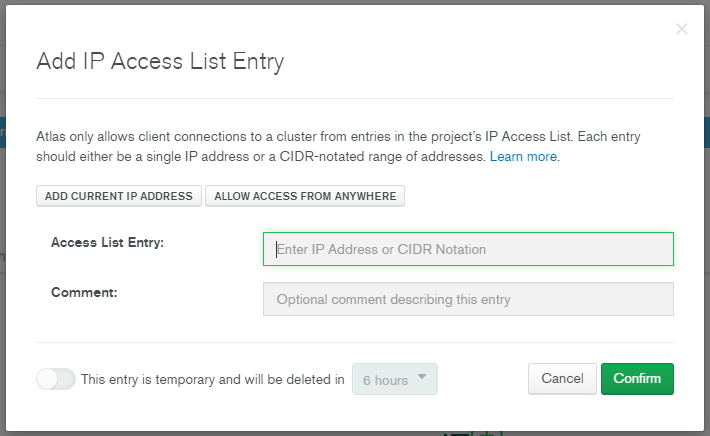 Add IP Access List Entry
Atlas only allows client connections to a cluster from entries in the project's IP Access List. Each entry
should either be a single IP address or a CIDR-notated range of addresses. Learn more.
ADD CURRENT IP ADDRESS ALLOW ACCESS FROM ANYWHERE
Access List Entry: Enter IP Address or CIDR Notation
Comment: Optional comment describing this entry
This entry is temporary and will be deleted in 6 hours Cancel Confirm